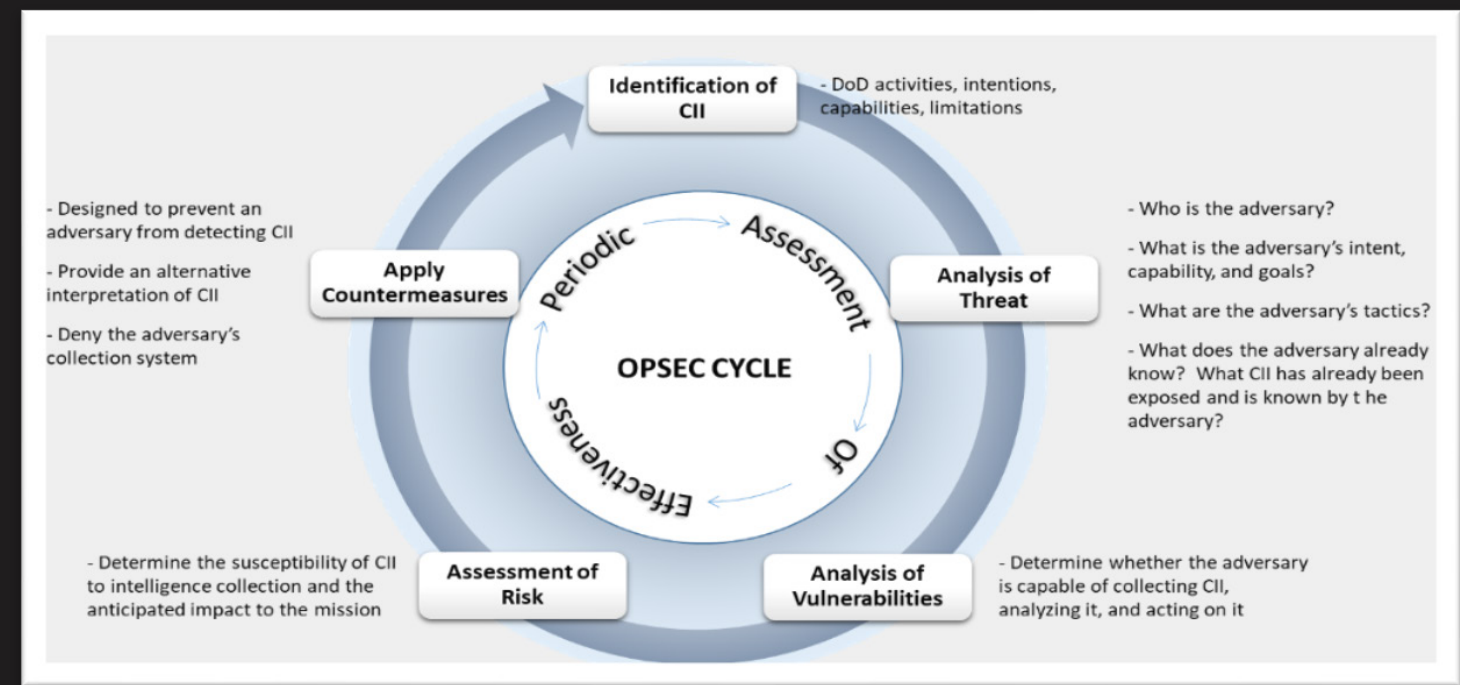 Identification of
CII
- DoD activities, intentions,
capabilities, limitations
- Who is the adversary?
- What is the adversary's intent,
capability, and goals?
- What are the adversary's tactics?
- What does the adversary already
know? What CII has already been
exposed and is known by t he
adversary?
Analysis of
Threat
- Determine whether the adversary
is capable of collecting CII,
analyzing it, and acting on it
Analysis of
Vulnerabilities
Assessment of
Risk
- Determine the susceptibility of CII
to intelligence collection and the
anticipated impact to the mission
Apply
Countermeasures
- Designed to prevent an
adversary from detecting CII
- Provide an alternative
interpretation of CII
- Deny the adversary's
collection system
Periodic
Assessment
Of
Effectiveness
OPSEC CYCLE